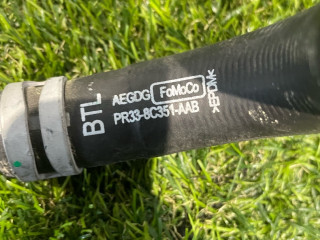 BTL
AEGDG FoMoCo
PR33-8C351-AAB
>EPDM<